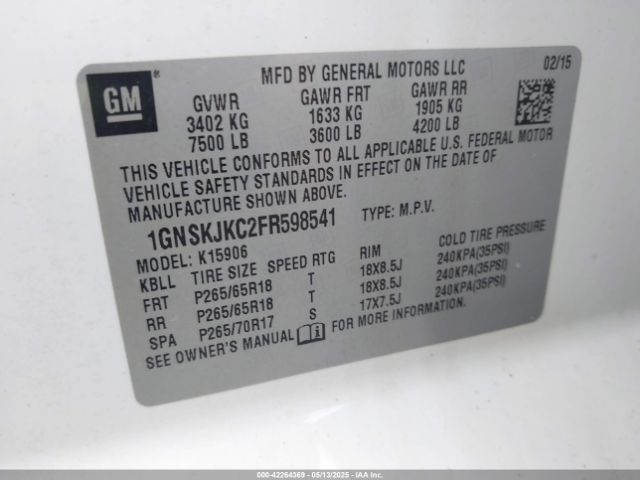 GM ®
MFD BY GENERAL MOTORS LLC 02/15
GVWR GAWR FRT GAWR RR
3402 KG 1633 KG 1905 KG
7500 LB 3600 LB 4200 LB
THIS VEHICLE CONFORMS TO ALL APPLICABLE U.S. FEDERAL MOTOR
VEHICLE SAFETY STANDARDS IN EFFECT ON THE DATE OF
MANUFACTURE SHOWN ABOVE.
1GNSKJKC2FR598541 TYPE: M.P.V.
MODEL: K15906
KBLL TIRE SIZE SPEED RTG RIM COLD TIRE PRESSURE
FRT P265/65R18 T 18X8.5J 240KPA(35PSI)
RR P265/65R18 T 18X8.5J 240KPA(35PSI)
SPA P265/70R17 S 17X7.5J 240KPA(35PSI)
SEE OWNER'S MANUAL i FOR MORE INFORMATION.
000-42264369 | 05/13/2025 | IAA Inc.